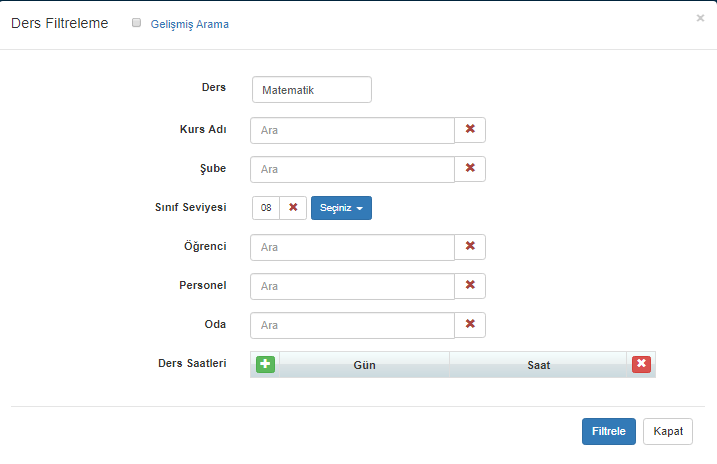 Ders Filtreleme Gelişmiş Arama ×
Ders Matematik
Kurs Adı Ara
Şube Ara
Sınıf Seviyesi 08 Seçiniz
Öğrenci Ara
Personel Ara
Oda Ara
Ders Saatleri Gün Saat
Filtrele Kapat